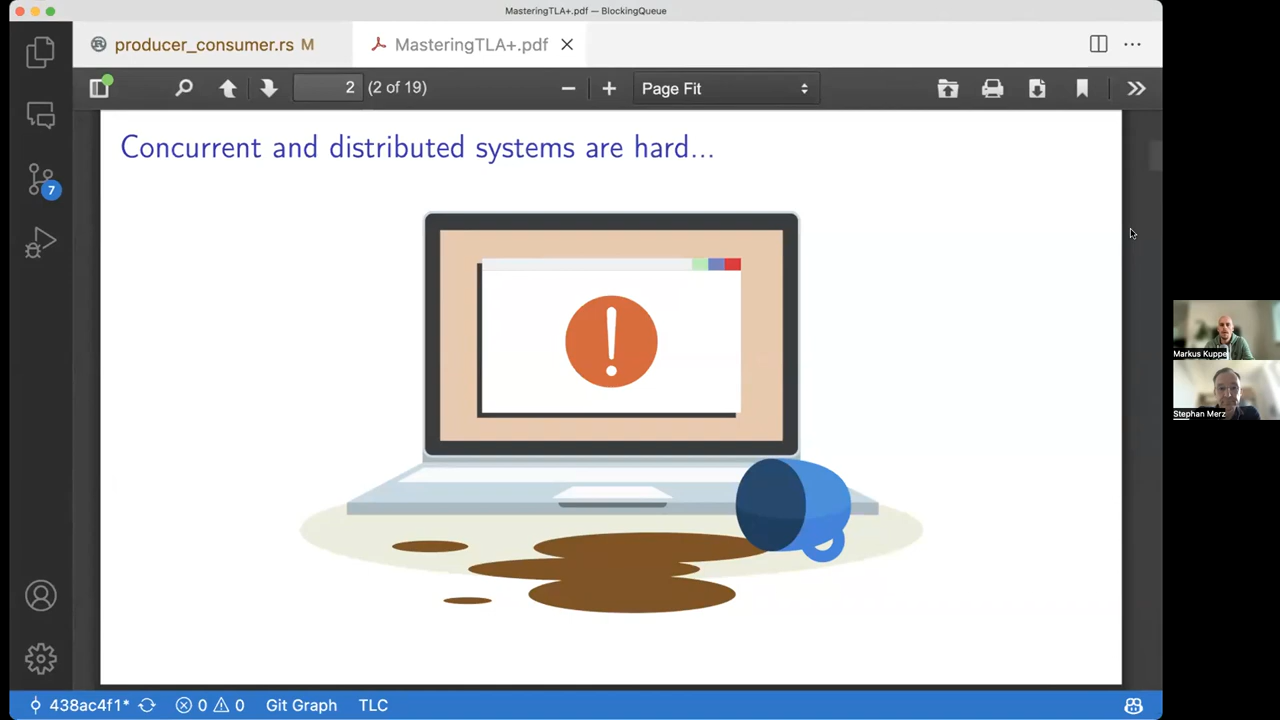 MasteringTLA+.pdf — BlockingQueue
producer_consumer.rs M
MasteringTLA+.pdf
2 (2 of 19)
Page Fit
Concurrent and distributed systems are hard...
!
7
Markus Kuppe
Stephan Merz
438ac4f1* 0 0 Git Graph TLC